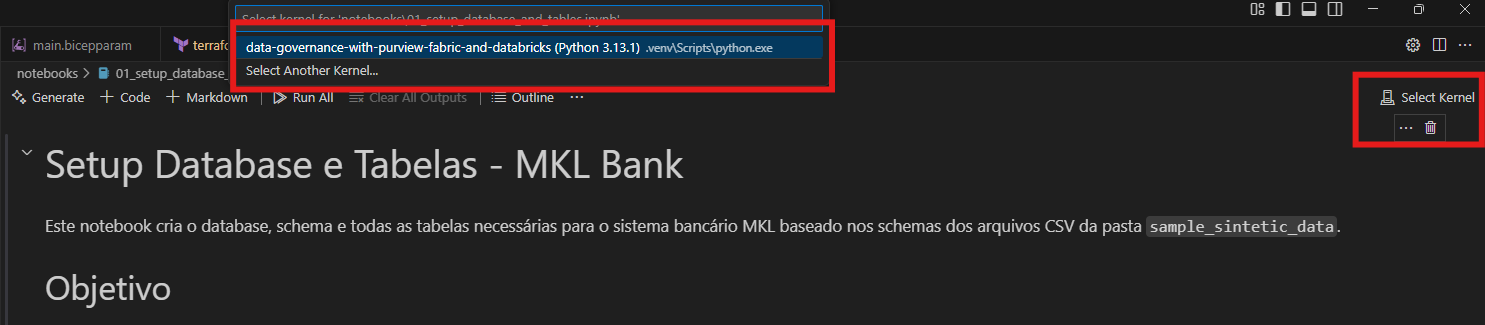 Select kernel for 'notebooks\01_setup_database_and_tables.ipynb'
main.bicepparam
terrafo
data-governance-with-purview-fabric-and-databricks (Python 3.13.1) .venv\Scripts\python.exe
Select Another Kernel...
notebooks > 01_setup_database_
Generate + Code + Markdown Run All Clear All Outputs Outline ...
Select Kernel
Setup Database e Tabelas - MKL Bank
Este notebook cria o database, schema e todas as tabelas necessárias para o sistema bancário MKL baseado nos schemas dos arquivos CSV da pasta sample_sintetic_data.
Objetivo